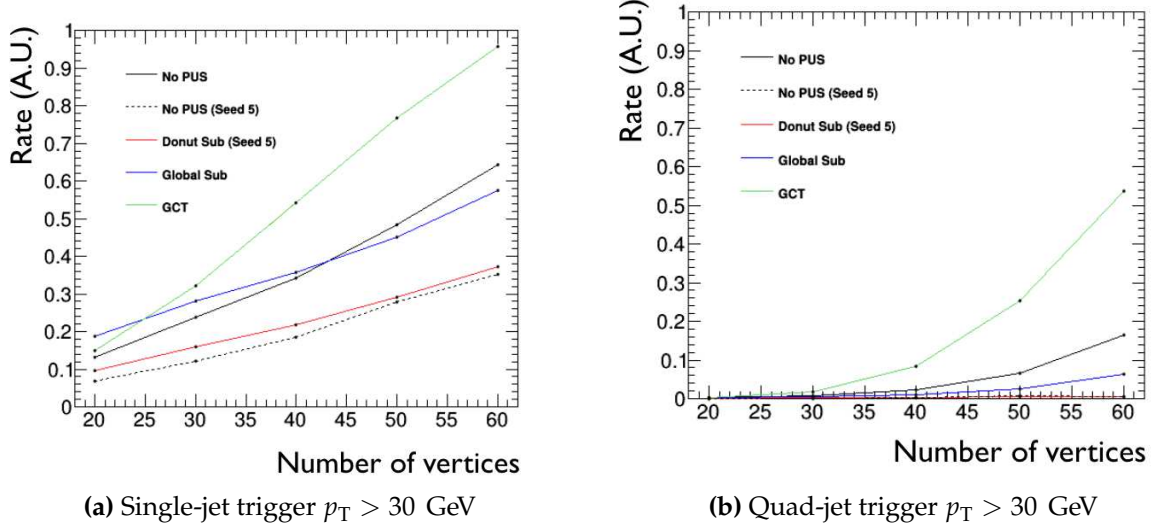 Rate (A.U.)
1
0.9
0.8
0.7
0.6
0.5
0.4
0.3
0.2
0.1
0
No PUS
No PUS (Seed 5)
Donut Sub (Seed 5)
Global Sub
GCT
20 25 30 35 40 45 50 55 60
Number of vertices
(a) Single-jet trigger pT > 30 GeV
Rate (A.U.)
1
0.9
0.8
0.7
0.6
0.5
0.4
0.3
0.2
0.1
0
No PUS
No PUS (Seed 5)
Donut Sub (Seed 5)
Global Sub
GCT
20 25 30 35 40 45 50 55 60
Number of vertices
(b) Quad-jet trigger pT > 30 GeV